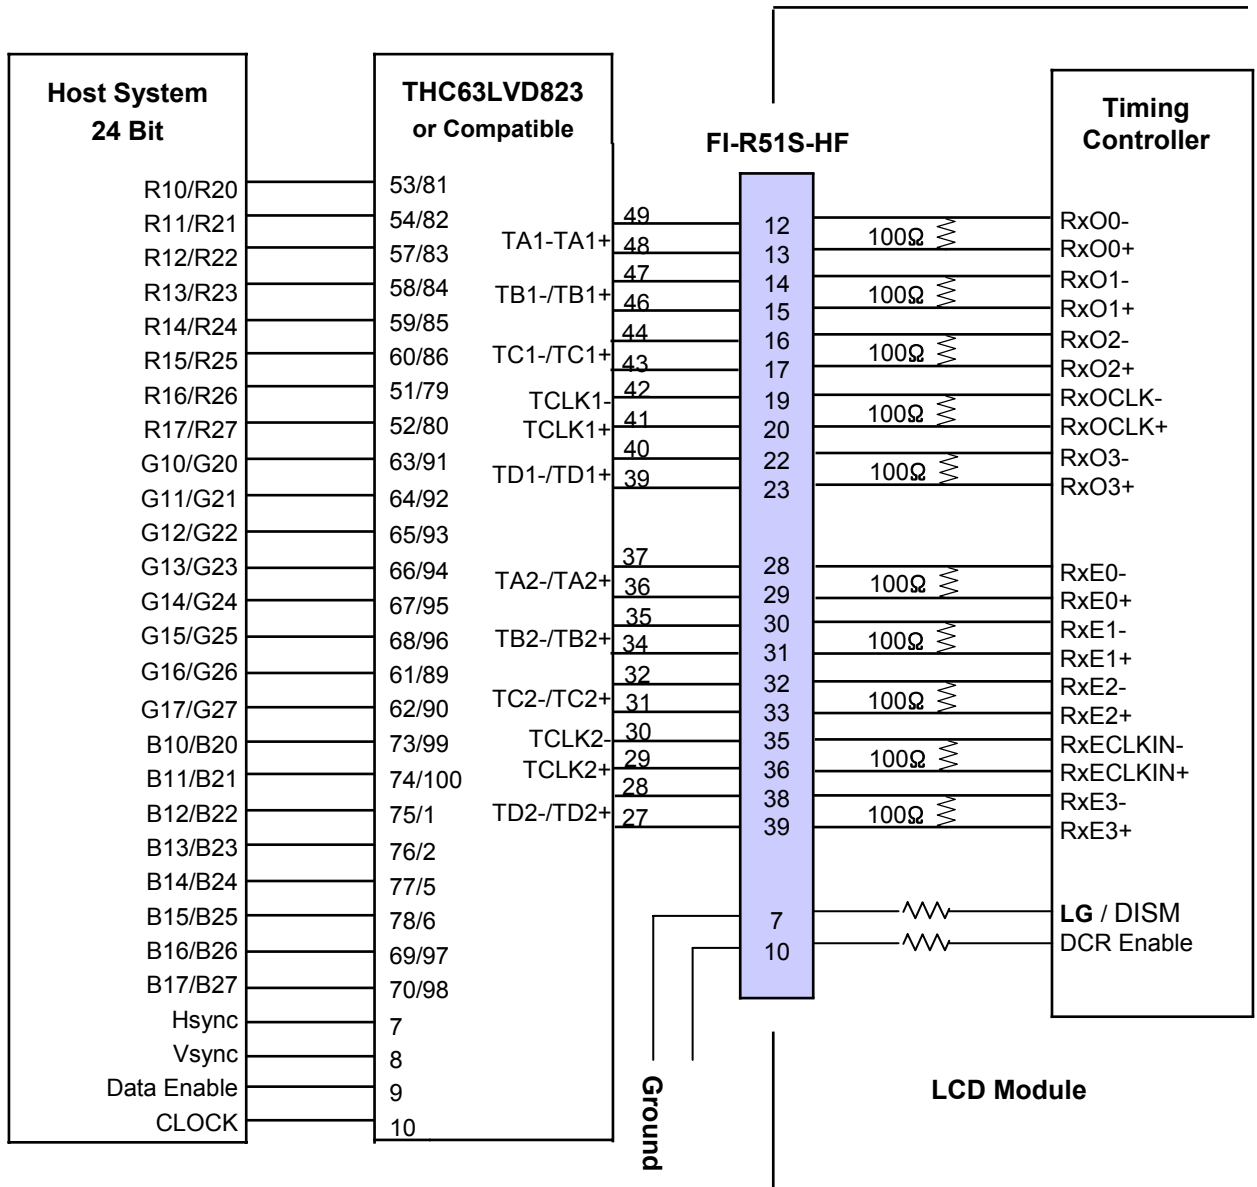 Host System
24 Bit
R10/R20
R11/R21
R12/R22
R13/R23
R14/R24
R15/R25
R16/R26
R17/R27
G10/G20
G11/G21
G12/G22
G13/G23
G14/G24
G15/G25
G16/G26
G17/G27
B10/B20
B11/B21
B12/B22
B13/B23
B14/B24
B15/B25
B16/B26
B17/B27
Hsync
Vsync
Data Enable
CLOCK
THC63LVD823
or Compatible
53/81
54/82
57/83
58/84
59/85
60/86
51/79
52/80
63/91
64/92
65/93
66/94
67/95
68/96
61/89
62/90
73/99
74/100
75/1
76/2
77/5
78/6
69/97
70/98
7
8
9
10
TA1-TA1+
TB1-/TB1+
TC1-/TC1+
TCLK1-
TCLK1+
TD1-/TD1+
TA2-/TA2+
TB2-/TB2+
TC2-/TC2+
TCLK2-
TCLK2+
TD2-/TD2+
49
48
47
46
44
43
42
41
40
39
37
36
35
34
32
31
30
29
28
27
Ground
FI-R51S-HF
12
13
14
15
16
17
19
20
22
23
28
29
30
31
32
33
35
36
38
39
7
10
100Ω
100Ω
100Ω
100Ω
100Ω
100Ω
100Ω
100Ω
100Ω
100Ω
Timing
Controller
RxO0-
RxO0+
RxO1-
RxO1+
RxO2-
RxO2+
RxOCLK-
RxOCLK+
RxO3-
RxO3+
RxE0-
RxE0+
RxE1-
RxE1+
RxE2-
RxE2+
RxECLKIN-
RxECLKIN+
RxE3-
RxE3+
LG / DISM
DCR Enable
LCD Module